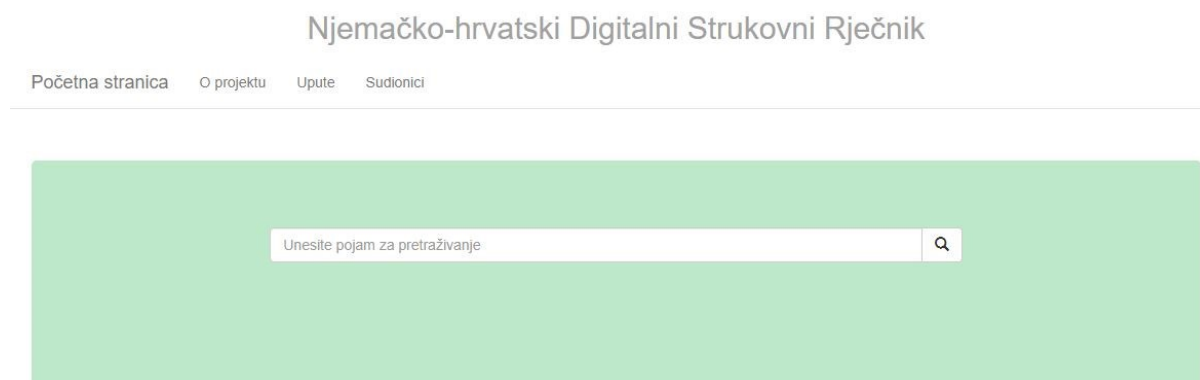 Njemačko-hrvatski Digitalni Strukovni Rječnik
Početna stranica O projektu Upute Sudionici
Unesite pojam za pretraživanje